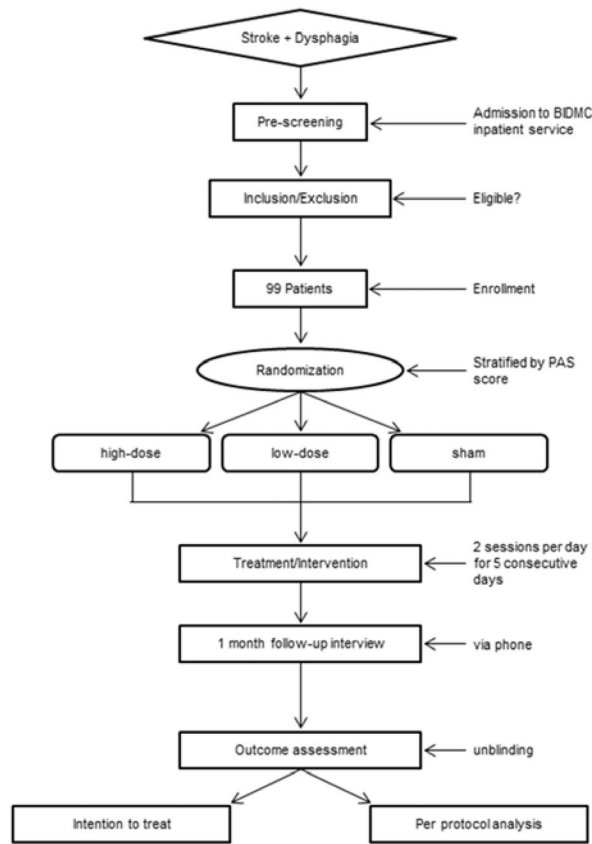 Stroke + Dysphagia
Pre-screening
Admission to BIDMC
inpatient service
Inclusion/Exclusion
Eligible?
99 Patients
Enrollment
Randomization
Stratified by PAS
score
high-dose
low-dose
sham
Treatment/Intervention
2 sessions per day
for 5 consecutive
days
1 month follow-up interview
via phone
Outcome assessment
unblinding
Intention to treat
Per protocol analysis